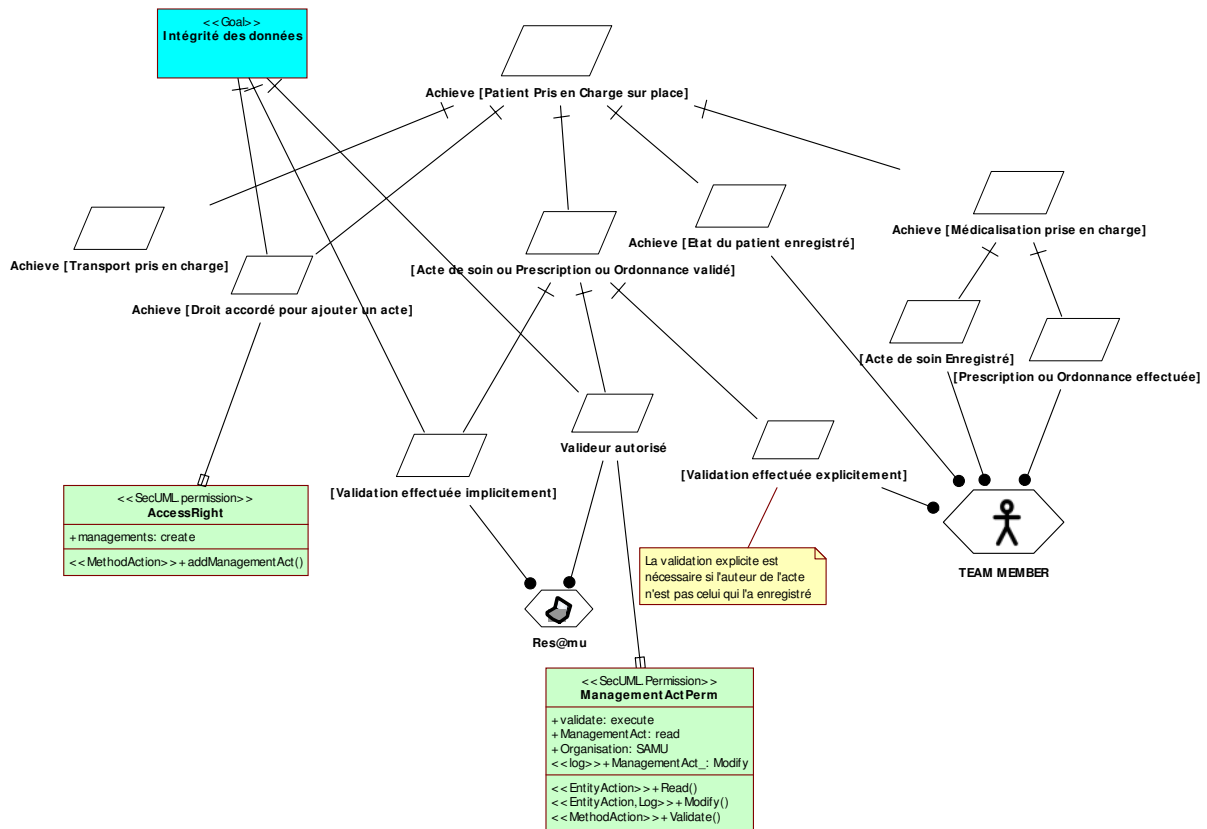 <<Goal>>
Intégrité des données
Achieve [Patient Pris en Charge sur place]
Achieve [Transport pris en charge]
Achieve [Droit accordé pour ajouter un acte]
[Acte de soin ou Prescription ou Ordonnance validé]
Achieve [Etat du patient enregistré]
Achieve [Médicalisation prise en charge]
[Acte de soin Enregistré]
[Prescription ou Ordonnance effectuée]
[Validation effectuée implicitement]
Valideur autorisé
[Validation effectuée explicitement]
<<SecUML.permission>>
AccessRight
+managements: create
<<MethodAction>>+addManagementAct()
La validation explicite est
nécessaire si l'auteur de l'acte
n'est pas celui qui l'a enregistré
TEAM MEMBER
Res@mu
<<SecUML.Permission>>
ManagementActPerm
+validate: execute
+ManagementAct: read
+Organisation: SAMU
<<log>>+ManagementAct_: Modify
<<EntityAction>>+Read()
<<EntityAction,Log>>+Modify()
<<MethodAction>>+Validate()